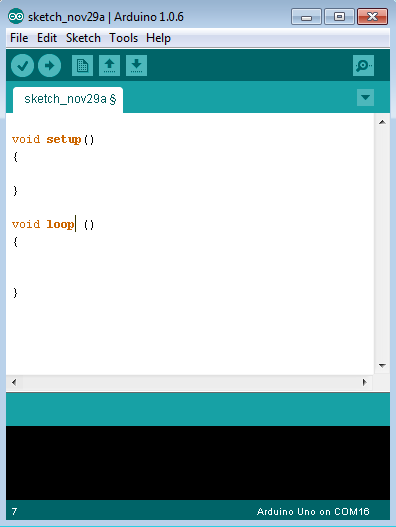 sketch_nov29a | Arduino 1.0.6
File Edit Sketch Tools Help
sketch_nov29a §
void setup()
{
}
void loop ()
{
}
7 Arduino Uno on COM16